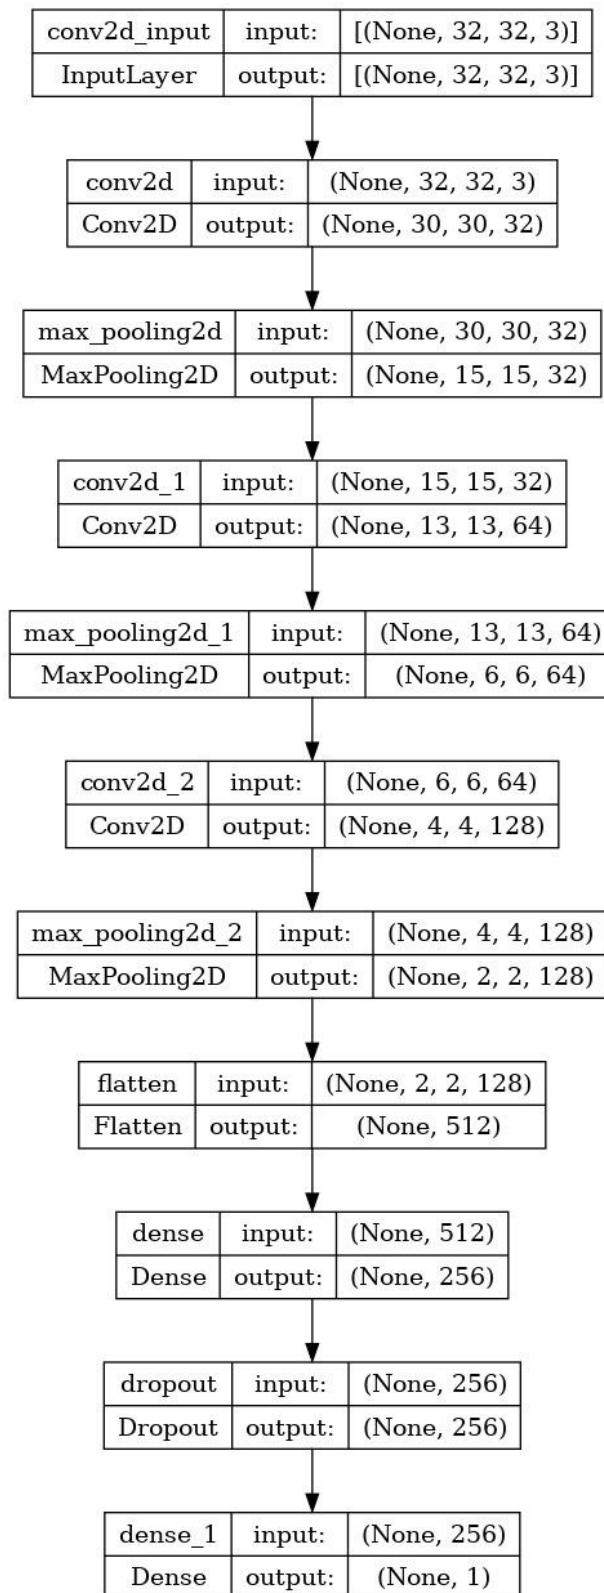 conv2d_input input: [(None, 32, 32, 3)]
InputLayer output: [(None, 32, 32, 3)]
conv2d input: (None, 32, 32, 3)
Conv2D output: (None, 30, 30, 32)
max_pooling2d input: (None, 30, 30, 32)
MaxPooling2D output: (None, 15, 15, 32)
conv2d_1 input: (None, 15, 15, 32)
Conv2D output: (None, 13, 13, 64)
max_pooling2d_1 input: (None, 13, 13, 64)
MaxPooling2D output: (None, 6, 6, 64)
conv2d_2 input: (None, 6, 6, 64)
Conv2D output: (None, 4, 4, 128)
max_pooling2d_2 input: (None, 4, 4, 128)
MaxPooling2D output: (None, 2, 2, 128)
flatten input: (None, 2, 2, 128)
Flatten output: (None, 512)
dense input: (None, 512)
Dense output: (None, 256)
dropout input: (None, 256)
Dropout output: (None, 256)
dense_1 input: (None, 256)
Dense output: (None, 1)